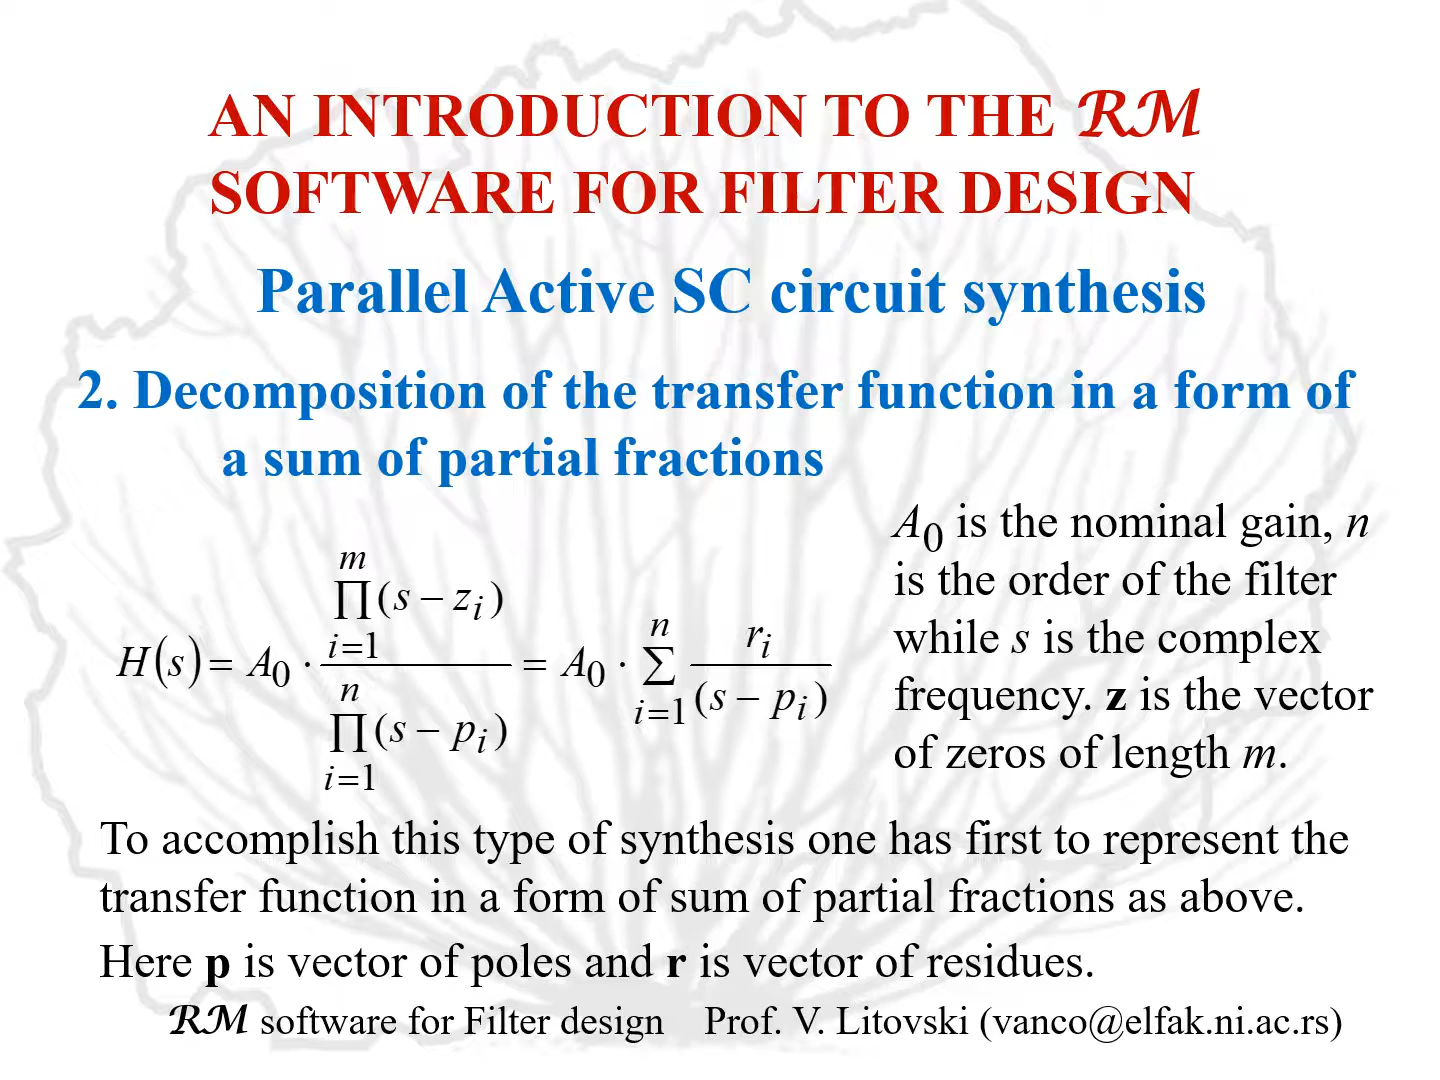 AN INTRODUCTION TO THE ℛℳ
SOFTWARE FOR FILTER DESIGN
Parallel Active SC circuit synthesis
2. Decomposition of the transfer function in a form of
a sum of partial fractions
H(s) = A₀ · ∏_{i=1}^{m} (s − z_i) / ∏_{i=1}^{n} (s − p_i) = A₀ · ∑_{i=1}^{n} r_i / (s − p_i)
A₀ is the nominal gain, n
is the order of the filter
while s is the complex
frequency. z is the vector
of zeros of length m.
To accomplish this type of synthesis one has first to represent the
transfer function in a form of sum of partial fractions as above.
Here p is vector of poles and r is vector of residues.
ℛℳ software for Filter design Prof. V. Litovski (vanco@elfak.ni.ac.rs)